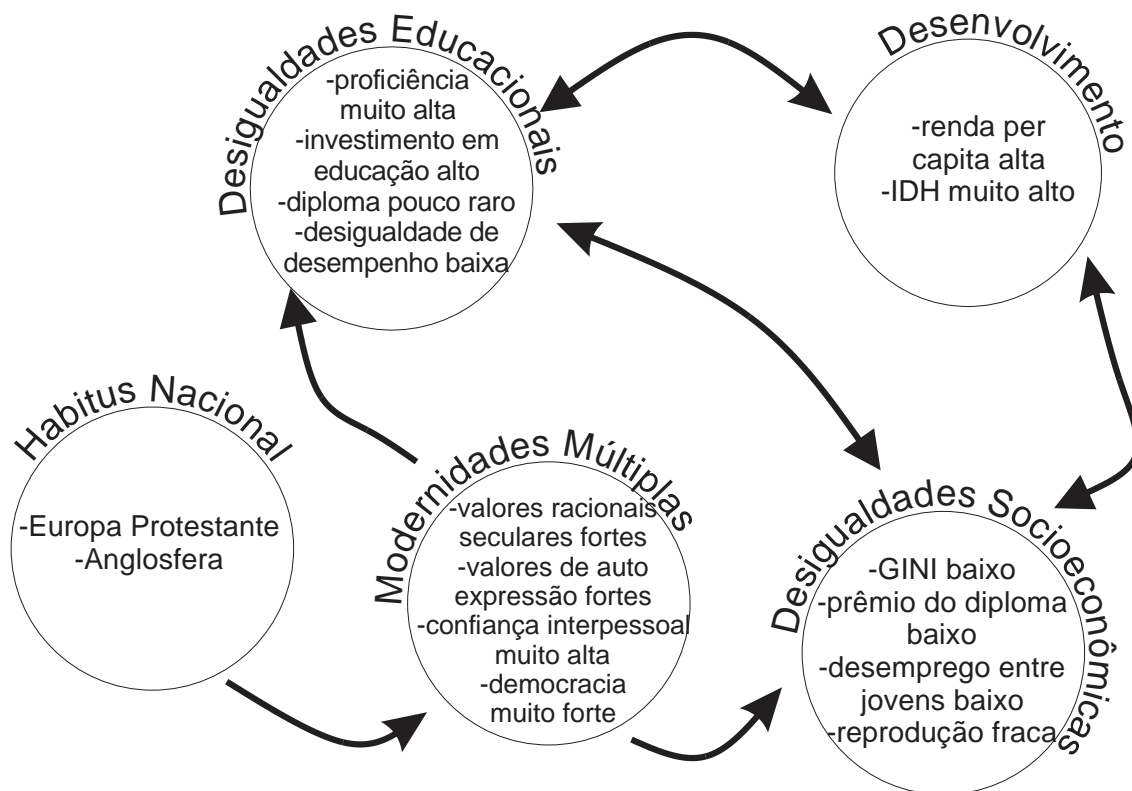 Desigualdades Educacionais
-proficiência
muito alta
-investimento em
educação alto
-diploma pouco raro
-desigualdade de
desempenho baixa
Desenvolvimento
-renda per
capita alta
-IDH muito alto
Habitus Nacional
-Europa Protestante
-Anglosfera
Modernidades Múltiplas
-valores racionais
seculares fortes
-valores de auto
expressão fortes
-confiança interpessoal
muito alta
-democracia
muito forte
Desigualdades Socioeconômicas
-GINI baixo
-prêmio do diploma
baixo
-desemprego entre
jovens baixo
-reprodução fraca